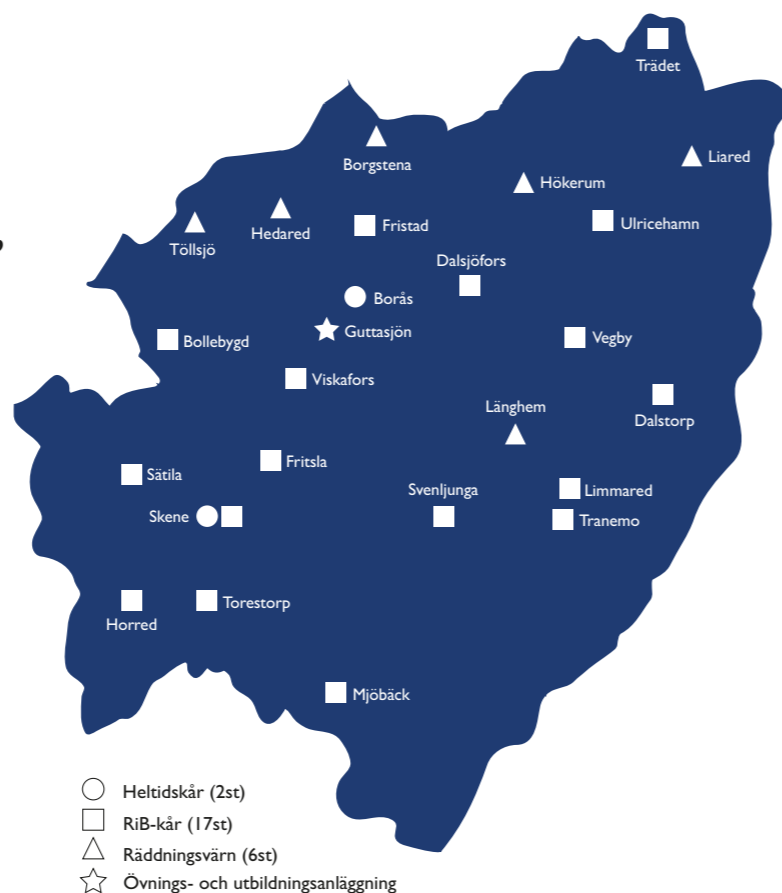 Trädet
Borgstena
Liared
Hökerum
Töllsjö
Hedared
Fristad
Ulricehamn
Dalsjöfors
Borås
Guttasjön
Bollebygd
Vegby
Viskafors
Länghem
Dalstorp
Sätila
Fritsla
Limmared
Svenljunga
Skene
Tranemo
Horred
Torestorp
Mjöbäck
Heltidskår (2st)
RiB-kår (17st)
Räddningsvärn (6st)
Övnings- och utbildningsanläggning